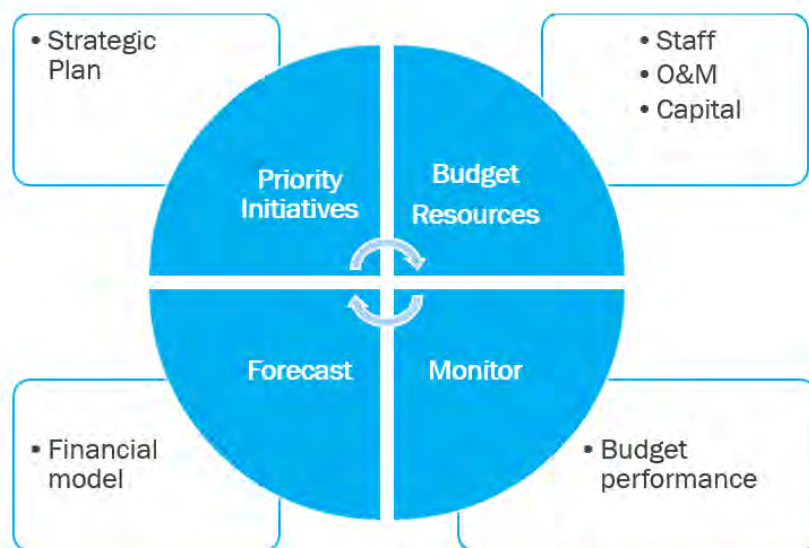 • Strategic
Plan
• Staff
• O&M
• Capital
Priority
Initiatives
Budget
Resources
Forecast
Monitor
• Financial
model
• Budget
performance